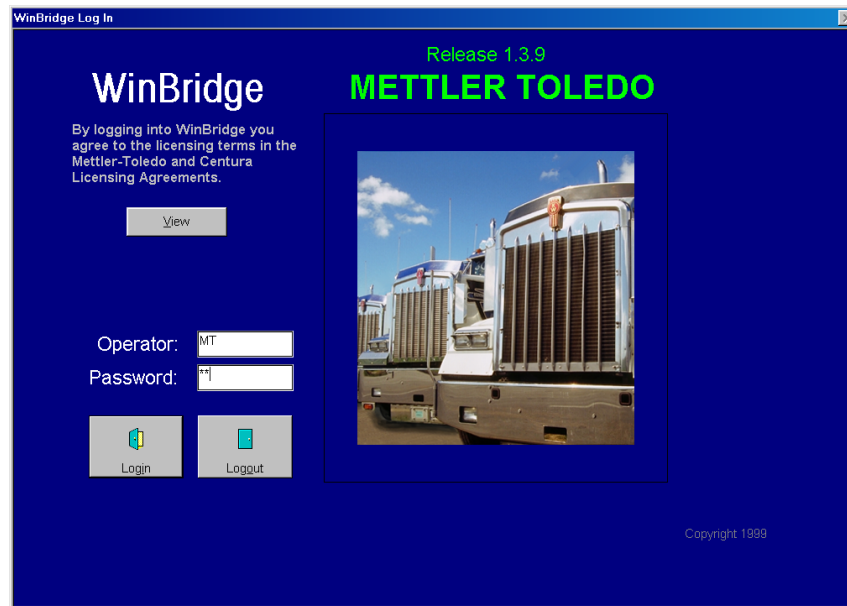 WinBridge Log In
Release 1.3.9
WinBridge
METTLER TOLEDO
By logging into WinBridge you
agree to the licensing terms in the
Mettler-Toledo and Centura
Licensing Agreements.
View
Operator: MT
Password: **
Login Logout
Copyright 1999